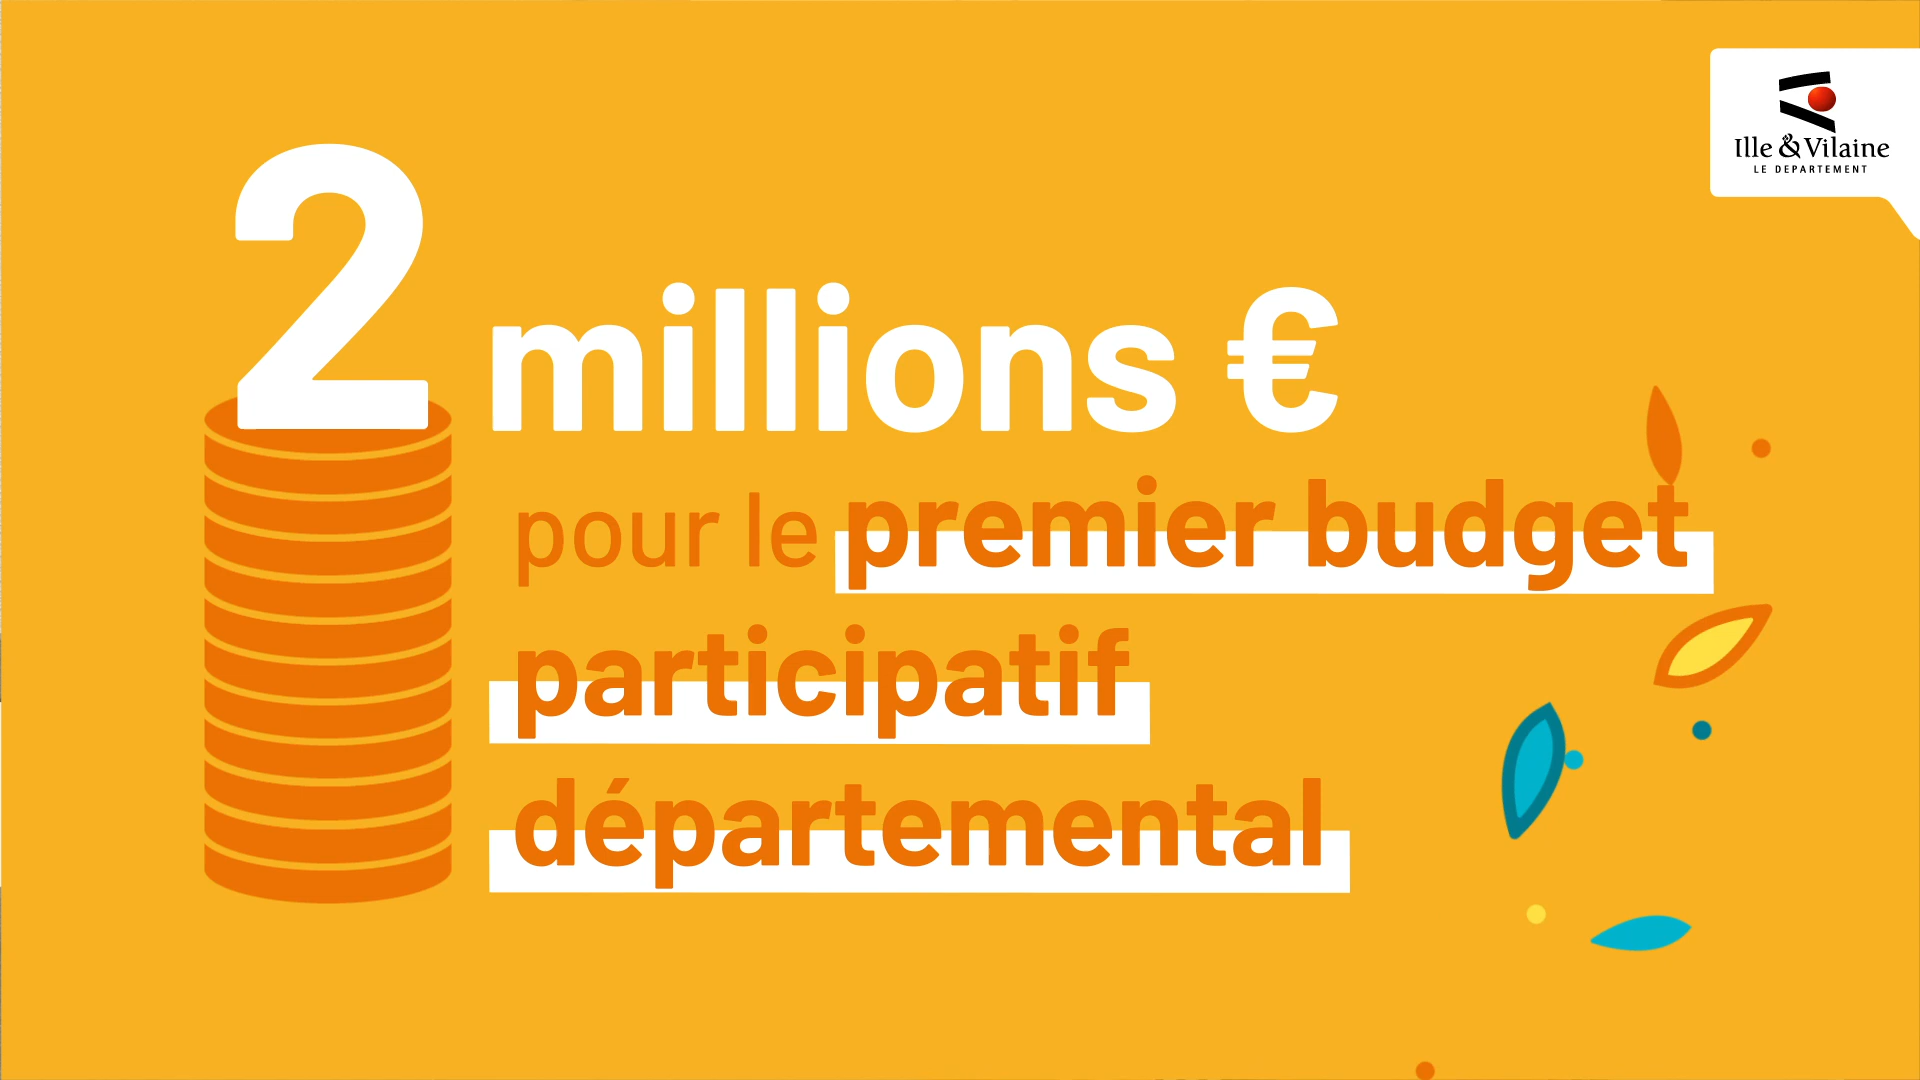 Ille & Vilaine
LE DEPARTEMENT
2 millions €
pour le premier budget
participatif
départemental